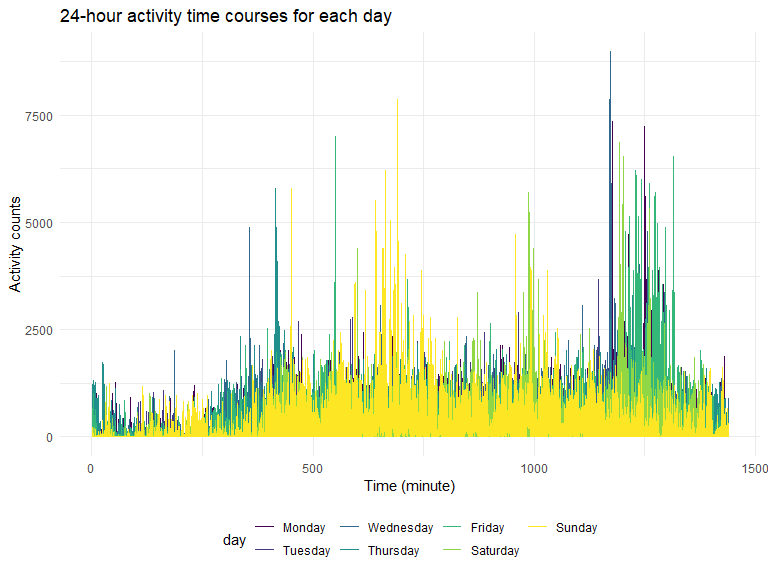 24-hour activity time courses for each day
Activity counts
7500
5000
2500
0
0 500 1000 1500
Time (minute)
day
Monday Wednesday Friday Sunday
Tuesday Thursday Saturday